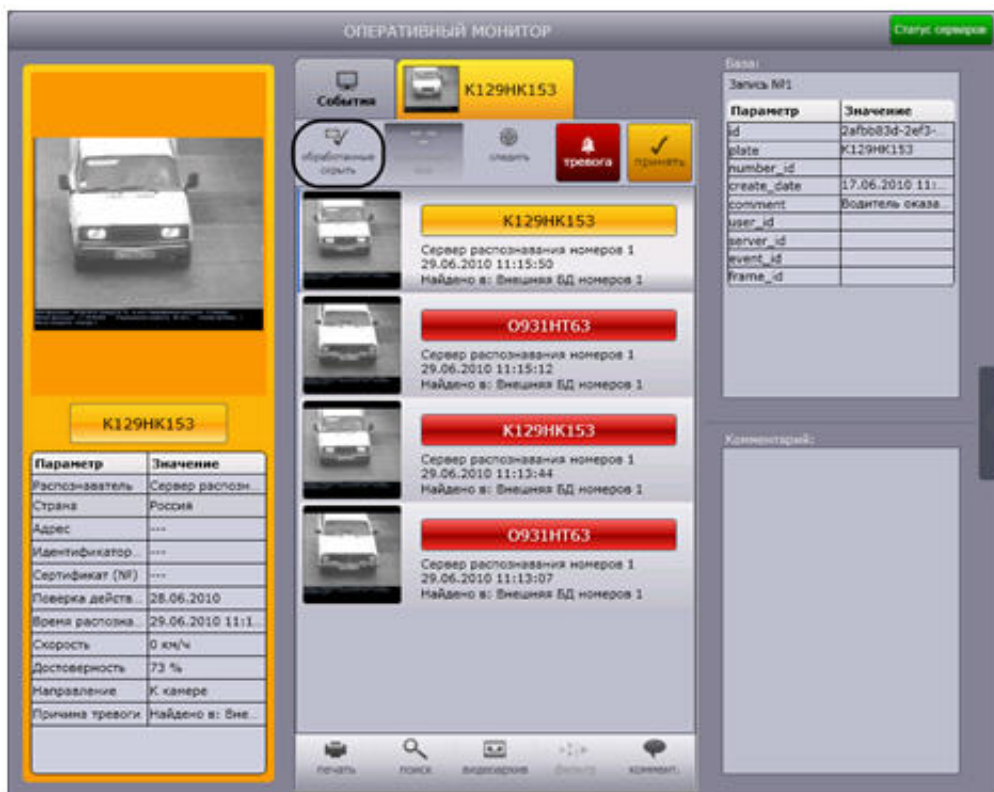 ОПЕРАТИВНЫЙ МОНИТОР
Статус серверов
К129НК153
Параметр Значение
Распознаватель Сервер распозн...
Страна Россия
Адрес ---
Идентификатор... ---
Сертификат (№) ---
Поверка действ... 28.06.2010
Время распозна... 29.06.2010 11:1...
Скорость 0 км/ч
Достоверность 73 %
Направление К камере
Причина тревоги Найдено в: Вне...
События
К129НК153
обработанные скрыть
следить
тревога
принять
К129НК153
Сервер распознавания номеров 1
29.06.2010 11:15:50
Найдено в: Внешняя БД номеров 1
О931НТ63
Сервер распознавания номеров 1
29.06.2010 11:15:12
Найдено в: Внешняя БД номеров 1
К129НК153
Сервер распознавания номеров 1
29.06.2010 11:13:44
Найдено в: Внешняя БД номеров 1
О931НТ63
Сервер распознавания номеров 1
29.06.2010 11:13:07
Найдено в: Внешняя БД номеров 1
печать
поиск
видеоархив
фильтр
коммент.
База:
Запись №1
Параметр Значение
id 2afbb83d-2ef3-...
plate К129НК153
number_id
create_date 17.06.2010 11:...
comment Водитель оказа...
user_id
server_id
event_id
frame_id
Комментарий: